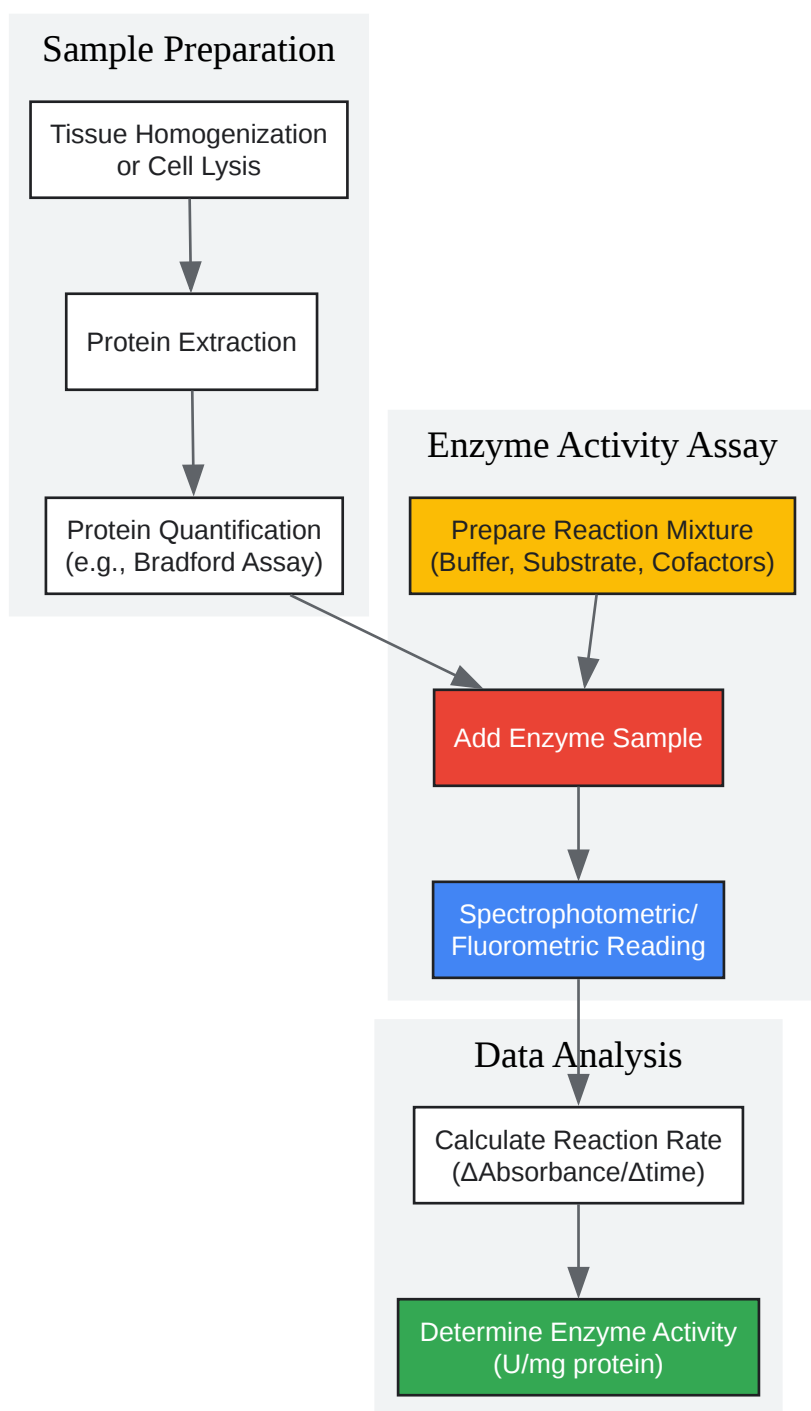 Sample Preparation
Tissue Homogenization
or Cell Lysis
Protein Extraction
Protein Quantification
(e.g., Bradford Assay)
Enzyme Activity Assay
Prepare Reaction Mixture
(Buffer, Substrate, Cofactors)
Add Enzyme Sample
Spectrophotometric/
Fluorometric Reading
Data Analysis
Calculate Reaction Rate
(ΔAbsorbance/Δtime)
Determine Enzyme Activity
(U/mg protein)